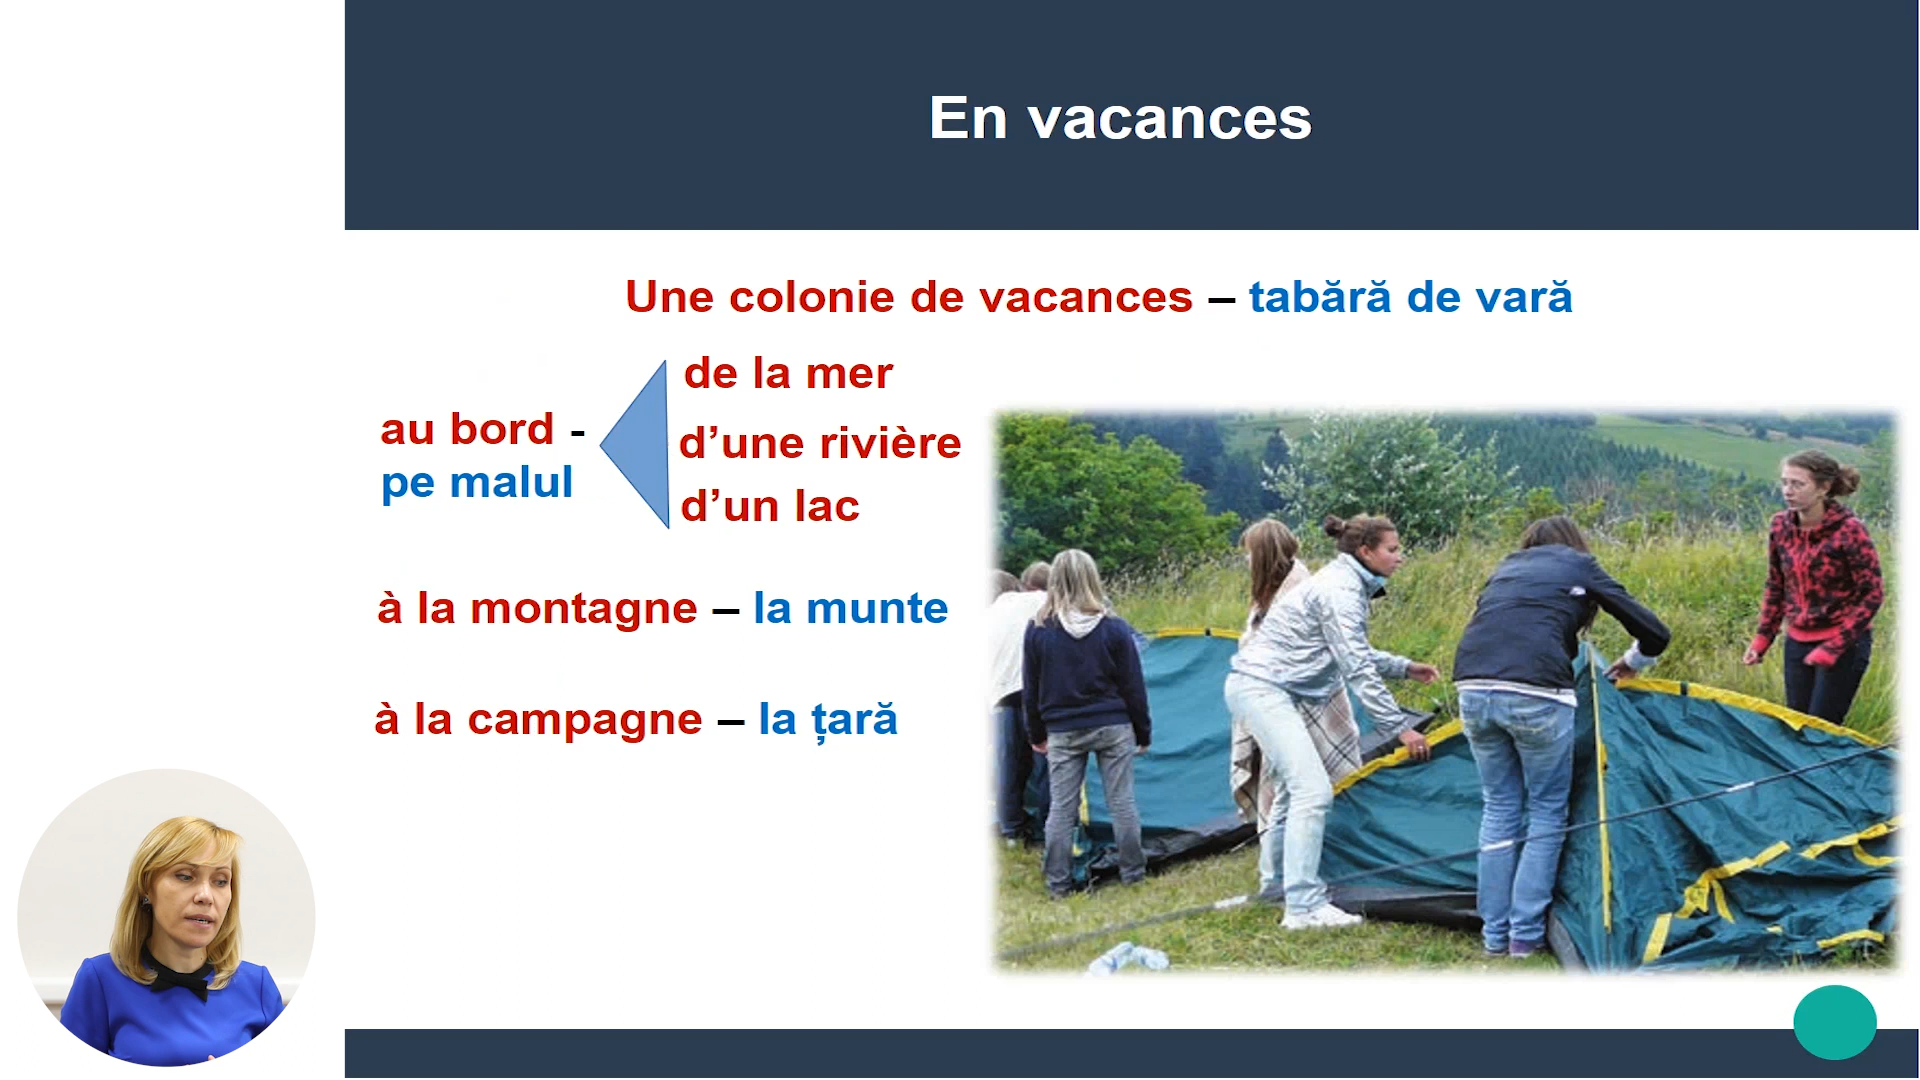 En vacances
Une colonie de vacances – tabără de vară
au bord -
pe malul
de la mer
d’une rivière
d’un lac
à la montagne – la munte
à la campagne – la țară